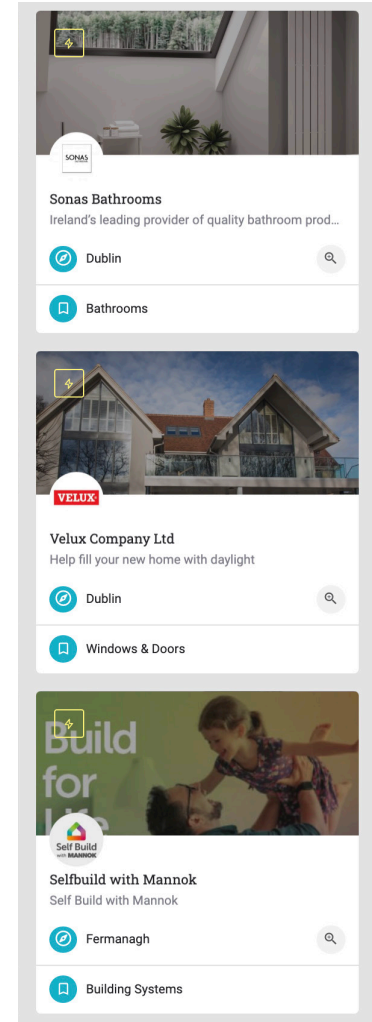 SONAS
Sonas Bathrooms
Ireland's leading provider of quality bathroom prod...
Dublin
Bathrooms
VELUX
Velux Company Ltd
Help fill your new home with daylight
Dublin
Windows & Doors
Build
for
Life
Self Build
with MANNOK
Selfbuild with Mannok
Self Build with Mannok
Fermanagh
Building Systems